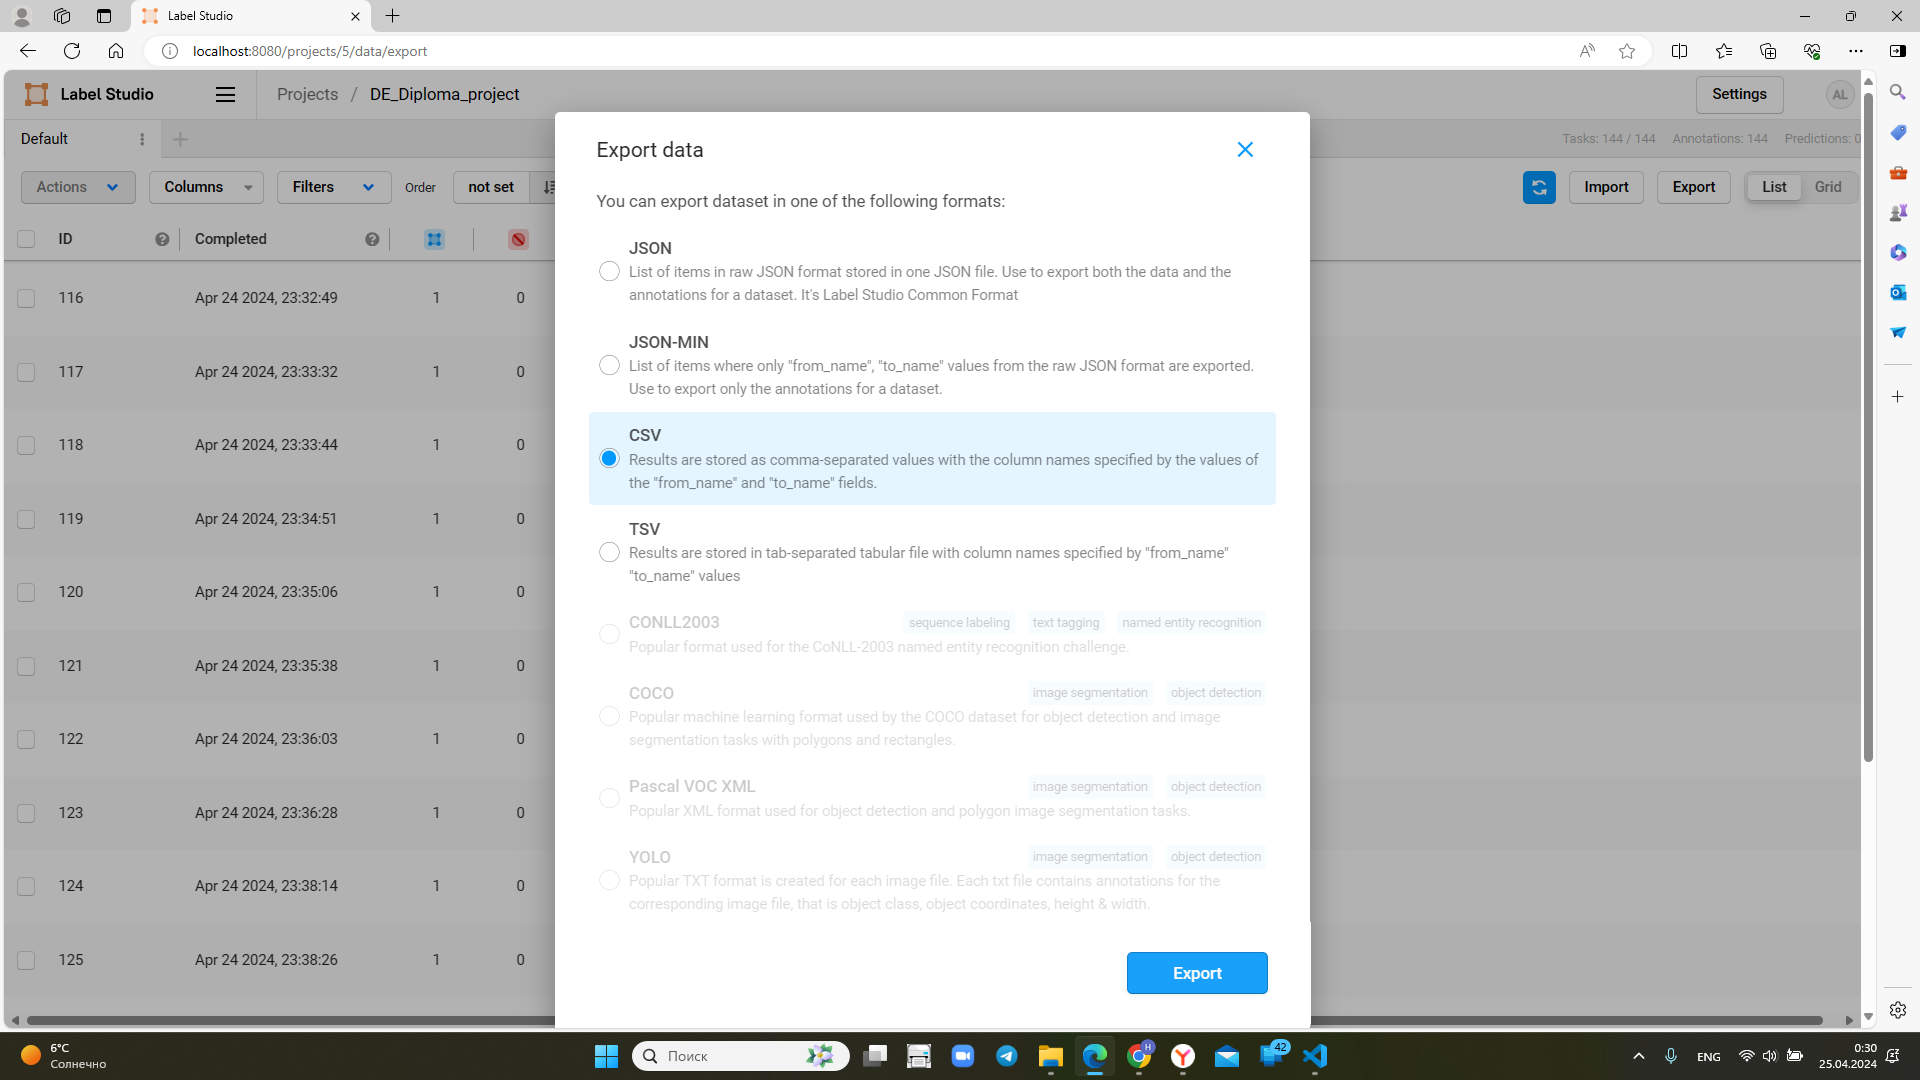 Label Studio
localhost:8080/projects/5/data/export
Label Studio
Projects / DE_Diploma_project
Settings
AL
Default
Tasks: 144 / 144 Annotations: 144 Predictions: 0
Actions
Columns
Filters
Order
not set
Import
Export
List
Grid
ID
Completed
116 Apr 24 2024, 23:32:49 1 0
117 Apr 24 2024, 23:33:32 1 0
118 Apr 24 2024, 23:33:44 1 0
119 Apr 24 2024, 23:34:51 1 0
120 Apr 24 2024, 23:35:06 1 0
121 Apr 24 2024, 23:35:38 1 0
122 Apr 24 2024, 23:36:03 1 0
123 Apr 24 2024, 23:36:28 1 0
124 Apr 24 2024, 23:38:14 1 0
125 Apr 24 2024, 23:38:26 1 0
Export data
You can export dataset in one of the following formats:
JSON
List of items in raw JSON format stored in one JSON file. Use to export both the data and the
annotations for a dataset. It's Label Studio Common Format
JSON-MIN
List of items where only "from_name", "to_name" values from the raw JSON format are exported.
Use to export only the annotations for a dataset.
CSV
Results are stored as comma-separated values with the column names specified by the values of
the "from_name" and "to_name" fields.
TSV
Results are stored in tab-separated tabular file with column names specified by "from_name"
"to_name" values
CONLL2003 sequence labeling text tagging named entity recognition
Popular format used for the CoNLL-2003 named entity recognition challenge.
COCO image segmentation object detection
Popular machine learning format used by the COCO dataset for object detection and image
segmentation tasks with polygons and rectangles.
Pascal VOC XML image segmentation object detection
Popular XML format used for object detection and polygon image segmentation tasks.
YOLO image segmentation object detection
Popular TXT format is created for each image file. Each txt file contains annotations for the
corresponding image file, that is object class, object coordinates, height & width.
Export
6°C
Солнечно
Поиск
H
42
ENG
0:30
25.04.2024